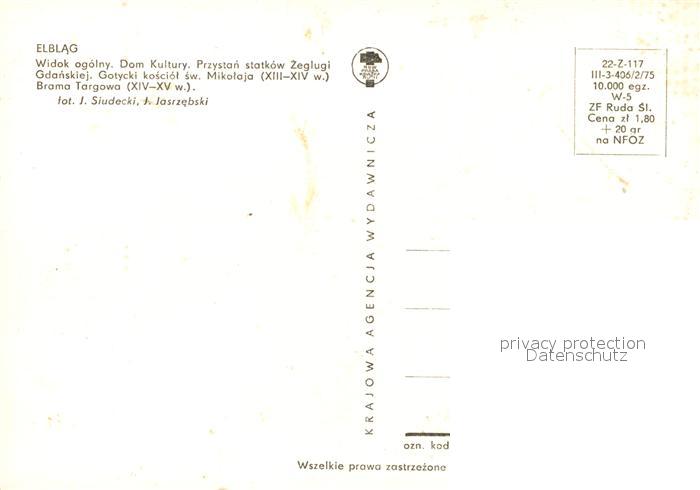 ELBLĄG
Widok ogólny. Dom Kultury. Przystań statków Żeglugi
Gdańskiej. Gotycki kościół św. Mikołaja (XIII—XIV w.)
Brama Targowa (XIV—XV w.).
fot. J. Siudecki, J. Jasrzębski
KRAJOWA AGENCJA WYDAWNICZA
22-Z-117
III-3-406/2/75
10.000 egz.
W-5
ZF Ruda Śl.
Cena zł 1,80
+ 20 gr
na NFOZ
privacy protection
Datenschutz
ozn. kod
Wszelkie prawa zastrzeżone